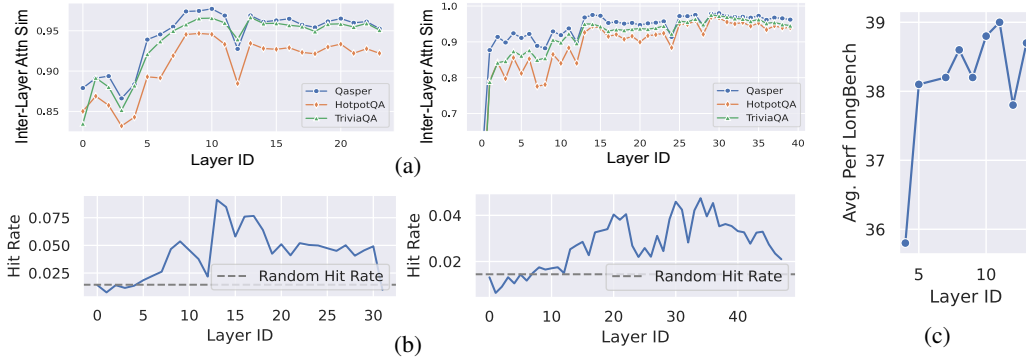 Inter-Layer Attn Sim
0.95
0.90
0.85
Qasper
HotpotQA
TriviaQA
0 5 10 15 20
Layer ID
Inter-Layer Attn Sim
1.0
0.9
0.8
0.7
Qasper
HotpotQA
TriviaQA
0 5 10 15 20 25 30 35 40
Layer ID
(a)
Hit Rate
0.075
0.050
0.025
Random Hit Rate
0 5 10 15 20 25 30
Layer ID
Hit Rate
0.04
0.02
Random Hit Rate
0 10 20 30 40
Layer ID
(b)
Avg. Perf LongBench
39
38
37
36
5 10
Layer ID
(c)